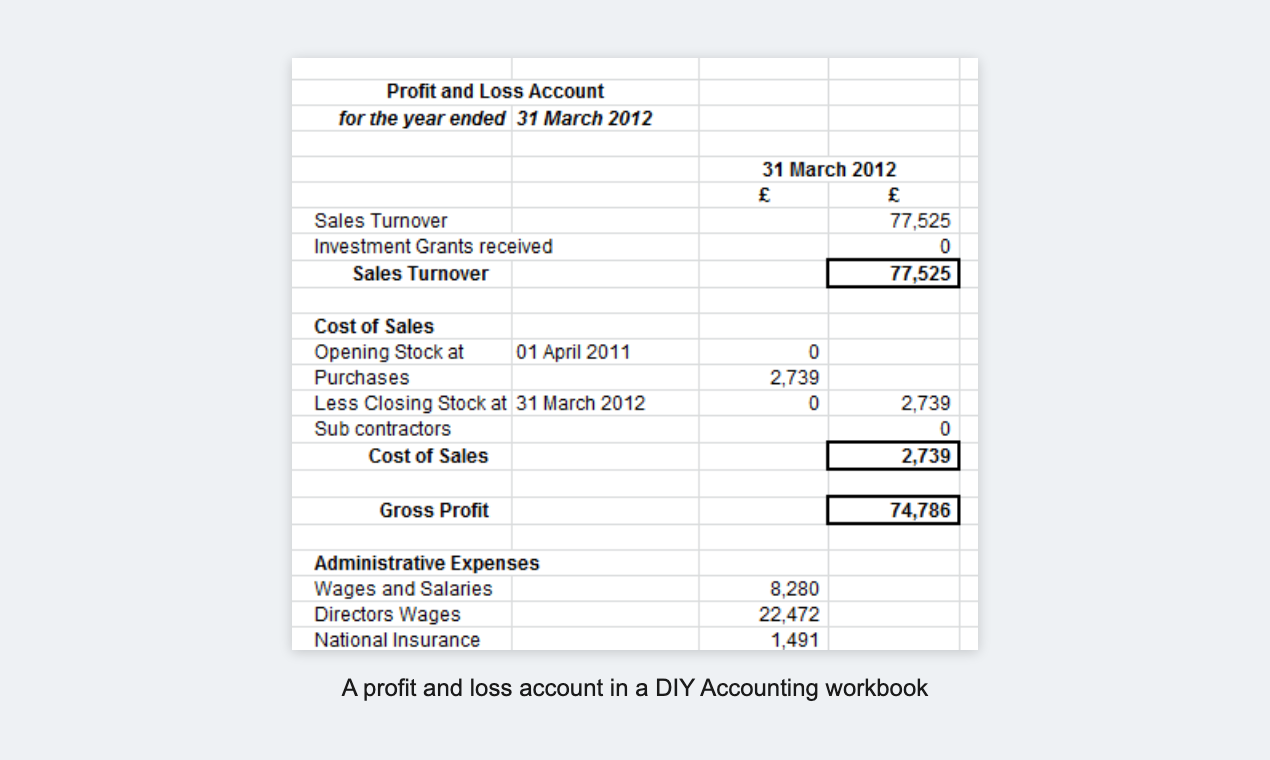 Profit and Loss Account
for the year ended 31 March 2012
31 March 2012
£ £
Sales Turnover 77,525
Investment Grants received 0
Sales Turnover 77,525
Cost of Sales
Opening Stock at 01 April 2011 0
Purchases 2,739
Less Closing Stock at 31 March 2012 0 2,739
Sub contractors 0
Cost of Sales 2,739
Gross Profit 74,786
Administrative Expenses
Wages and Salaries 8,280
Directors Wages 22,472
National Insurance 1,491
A profit and loss account in a DIY Accounting workbook